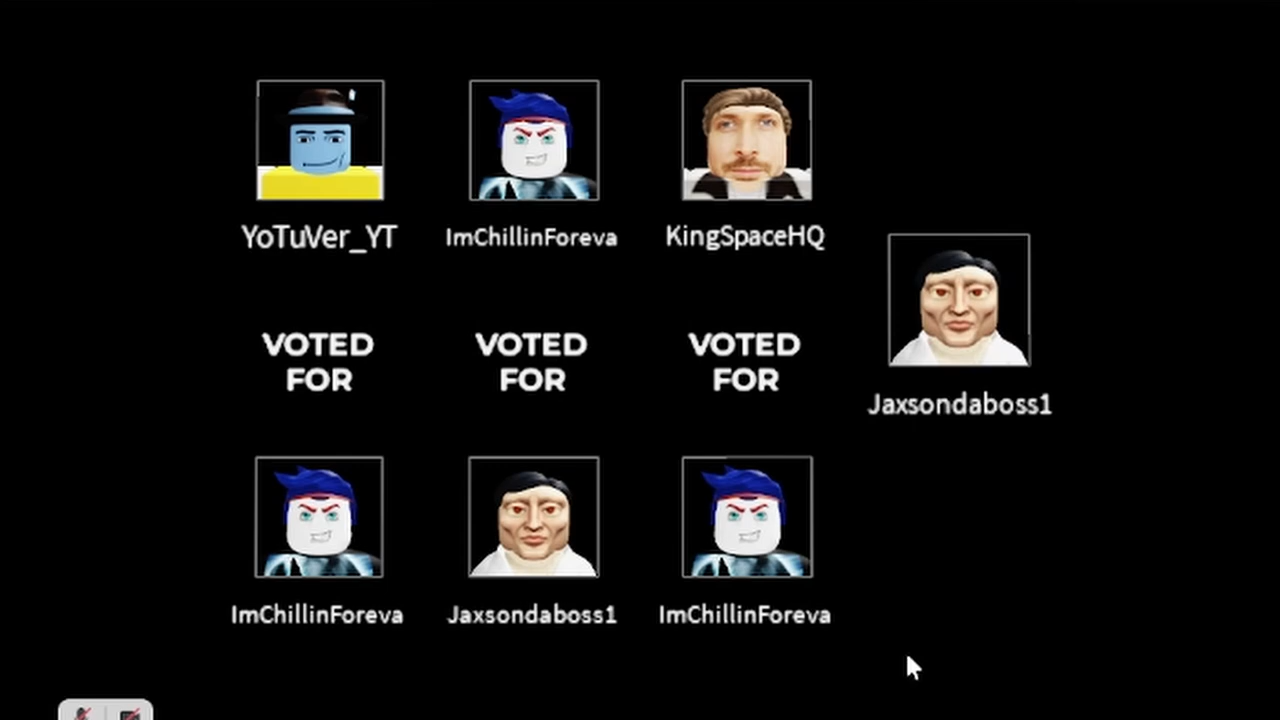 YoTuVer_YT
ImChillinForeva
KingSpaceHQ
VOTED
FOR
VOTED
FOR
VOTED
FOR
Jaxsondaboss1
ImChillinForeva
Jaxsondaboss1
ImChillinForeva